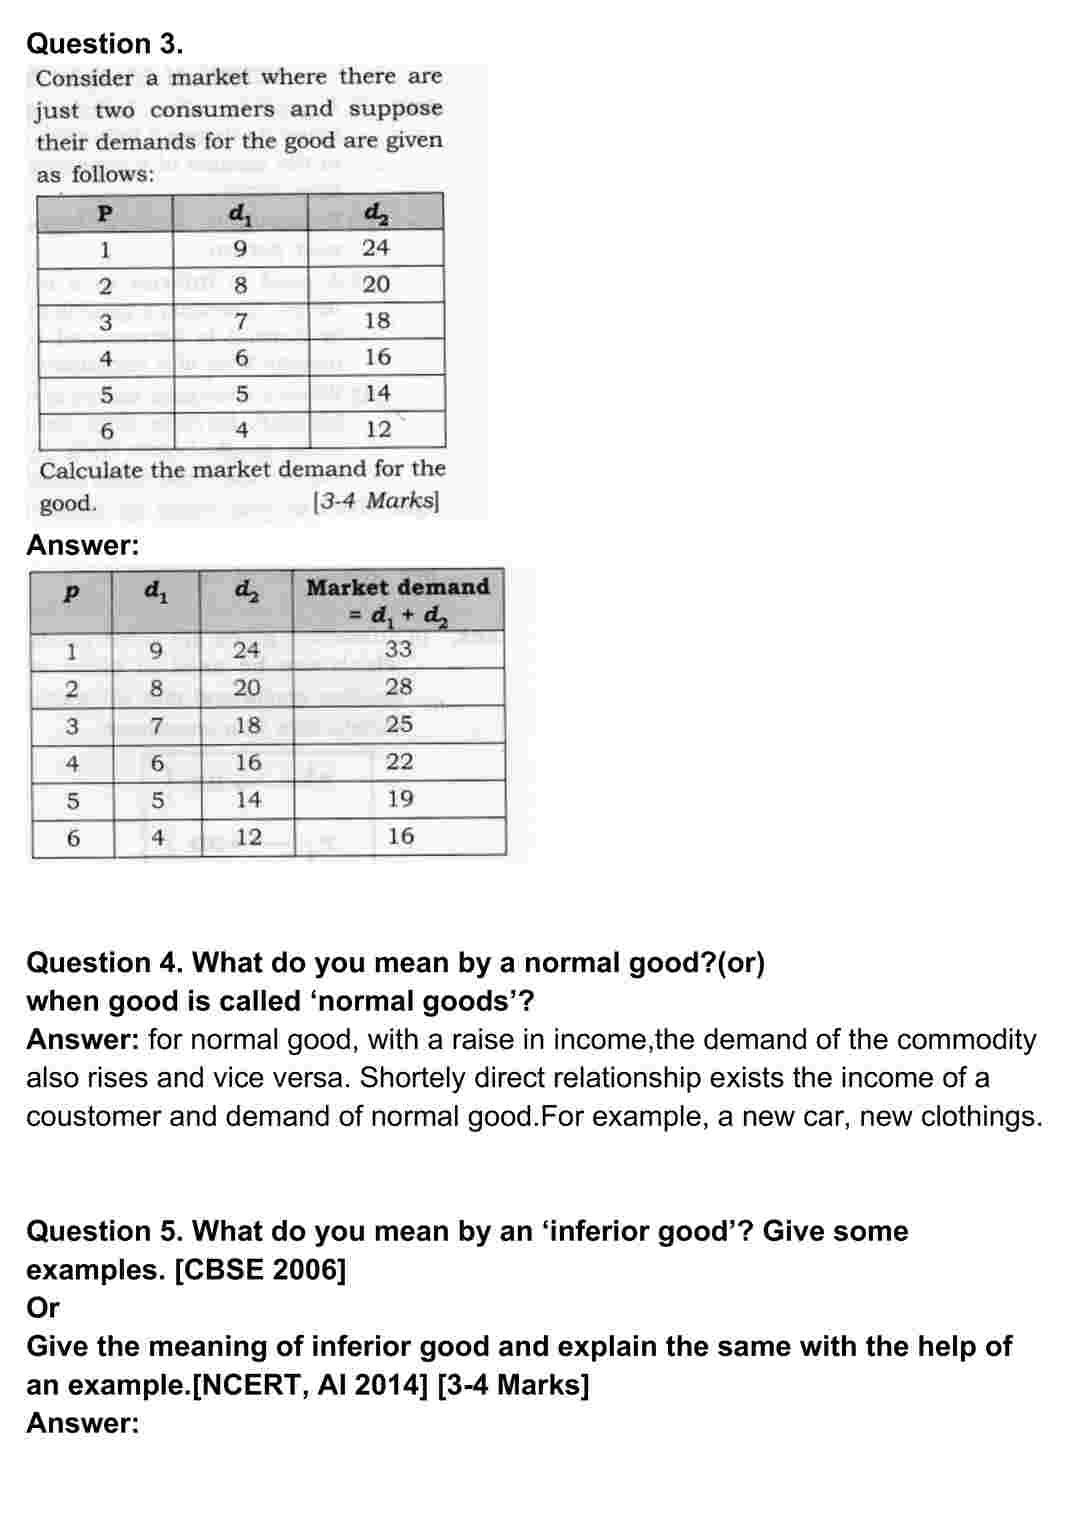 Question 3.
Consider a market where there are
just two consumers and suppose
their demands for the good are given
as follows:
P d1 d2
1 9 24
2 8 20
3 7 18
4 6 16
5 5 14
6 4 12
Calculate the market demand for the
good. [3-4 Marks]
Answer:
p d1 d2 Market demand
= d1 + d2
1 9 24 33
2 8 20 28
3 7 18 25
4 6 16 22
5 5 14 19
6 4 12 16
Question 4. What do you mean by a normal good?(or)
when good is called ‘normal goods’?
Answer: for normal good, with a raise in income,the demand of the commodity
also rises and vice versa. Shortely direct relationship exists the income of a
coustomer and demand of normal good.For example, a new car, new clothings.
Question 5. What do you mean by an ‘inferior good’? Give some
examples. [CBSE 2006]
Or
Give the meaning of inferior good and explain the same with the help of
an example.[NCERT, AI 2014] [3-4 Marks]
Answer: